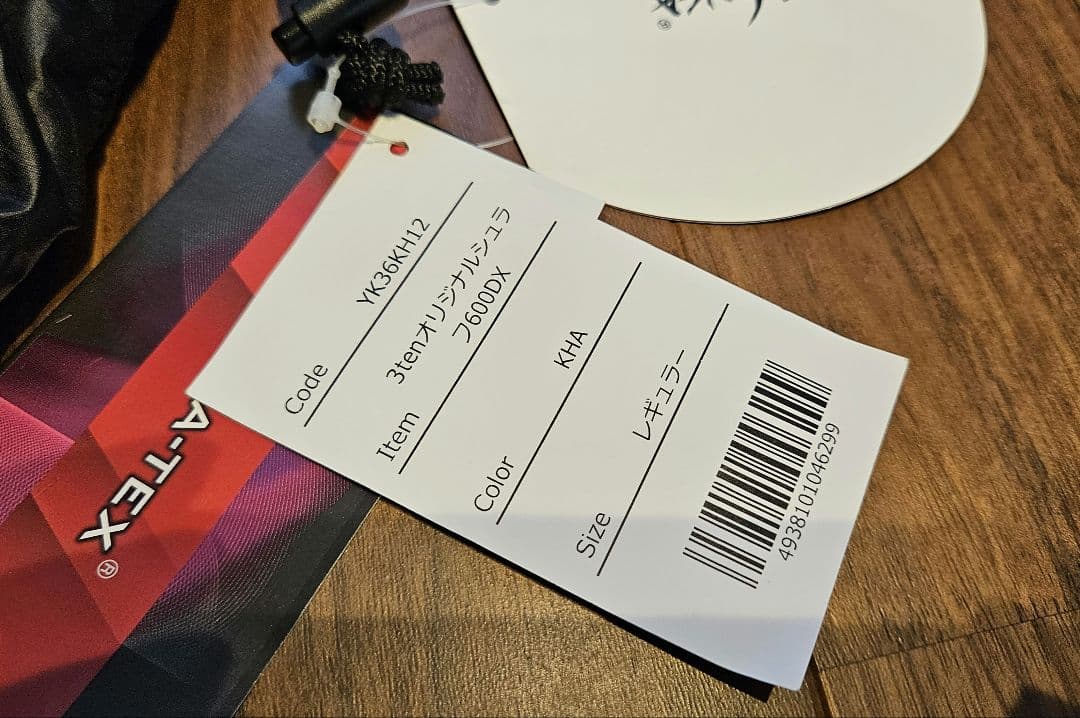 Code YK36KH12
Item 3tenオリジナルシュラ
フ600DX
Color KHA
Size レギュラー
4938101046299
A-TEX®
®